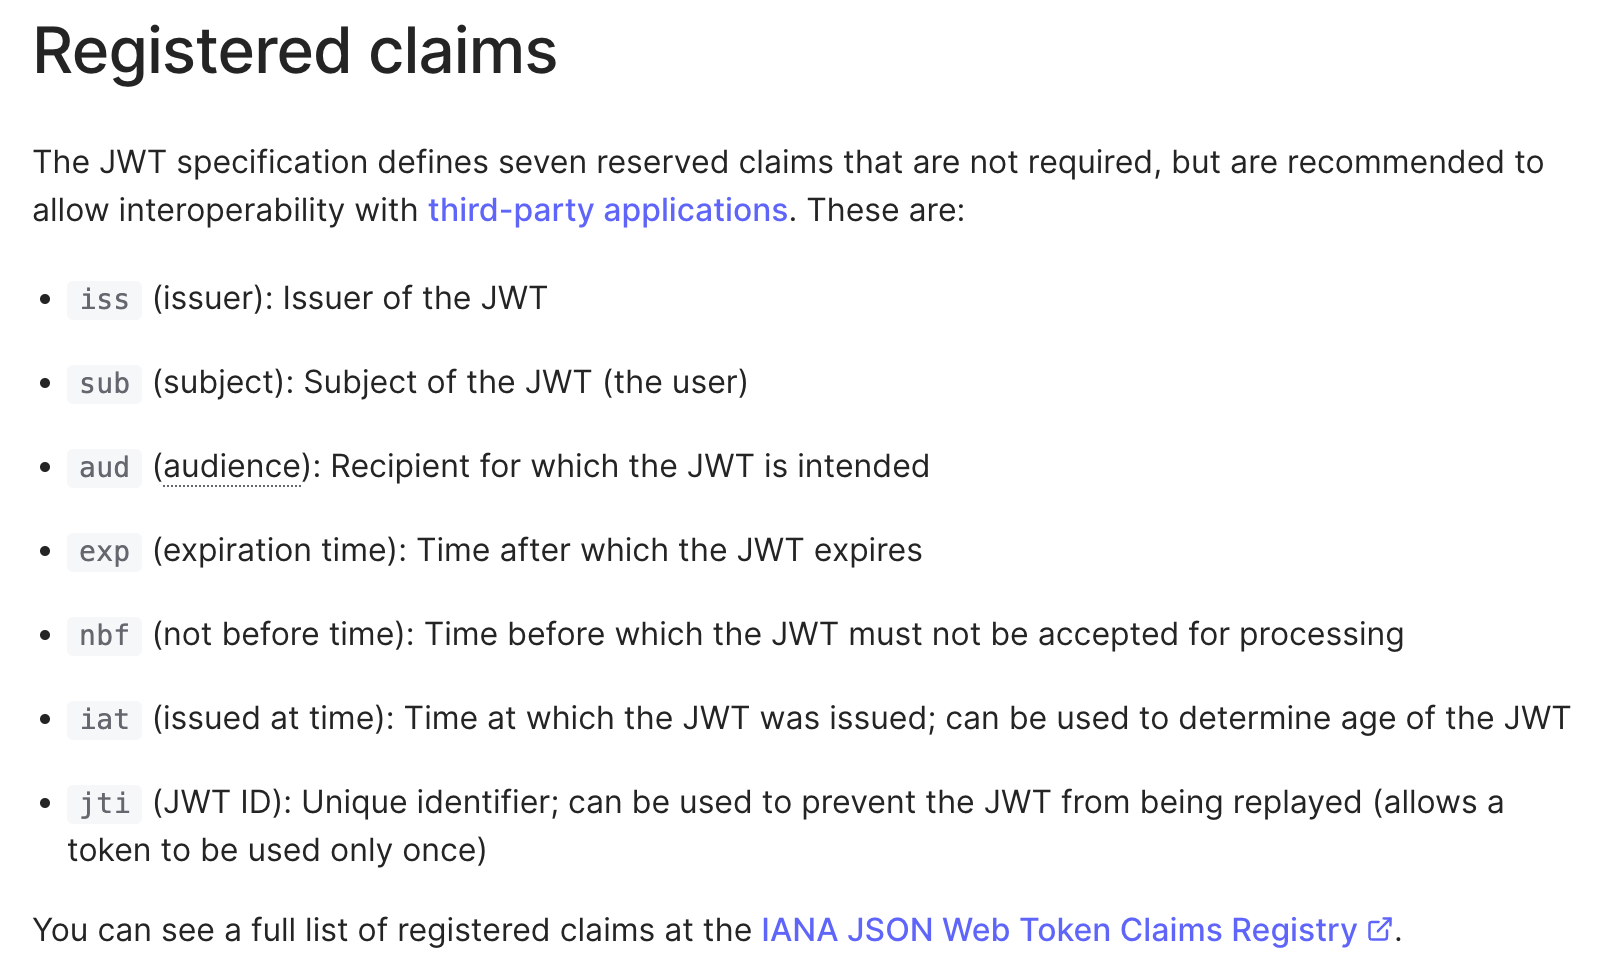 Registered claims
The JWT specification defines seven reserved claims that are not required, but are recommended to
allow interoperability with third-party applications. These are:
• iss (issuer): Issuer of the JWT
• sub (subject): Subject of the JWT (the user)
• aud (audience): Recipient for which the JWT is intended
• exp (expiration time): Time after which the JWT expires
• nbf (not before time): Time before which the JWT must not be accepted for processing
• iat (issued at time): Time at which the JWT was issued; can be used to determine age of the JWT
• jti (JWT ID): Unique identifier; can be used to prevent the JWT from being replayed (allows a
token to be used only once)
You can see a full list of registered claims at the IANA JSON Web Token Claims Registry.